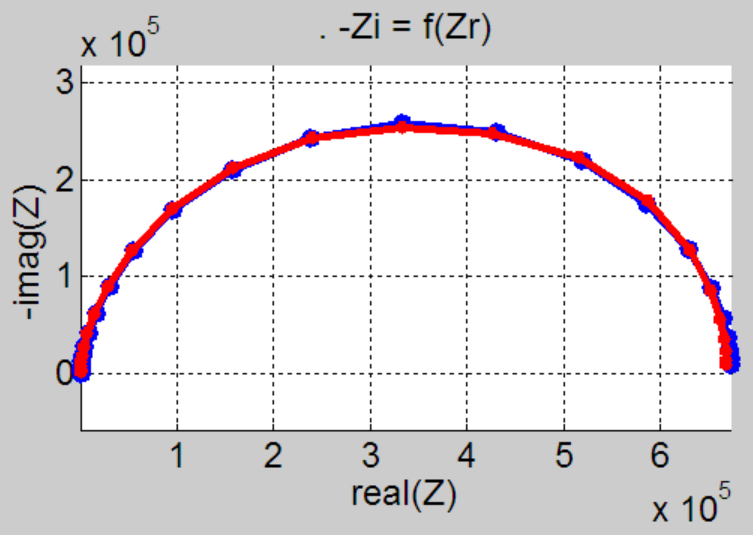 . -Zi = f(Zr)
x 10^5
3
2
1
0
-imag(Z)
1 2 3 4 5 6
real(Z)
x 10^5